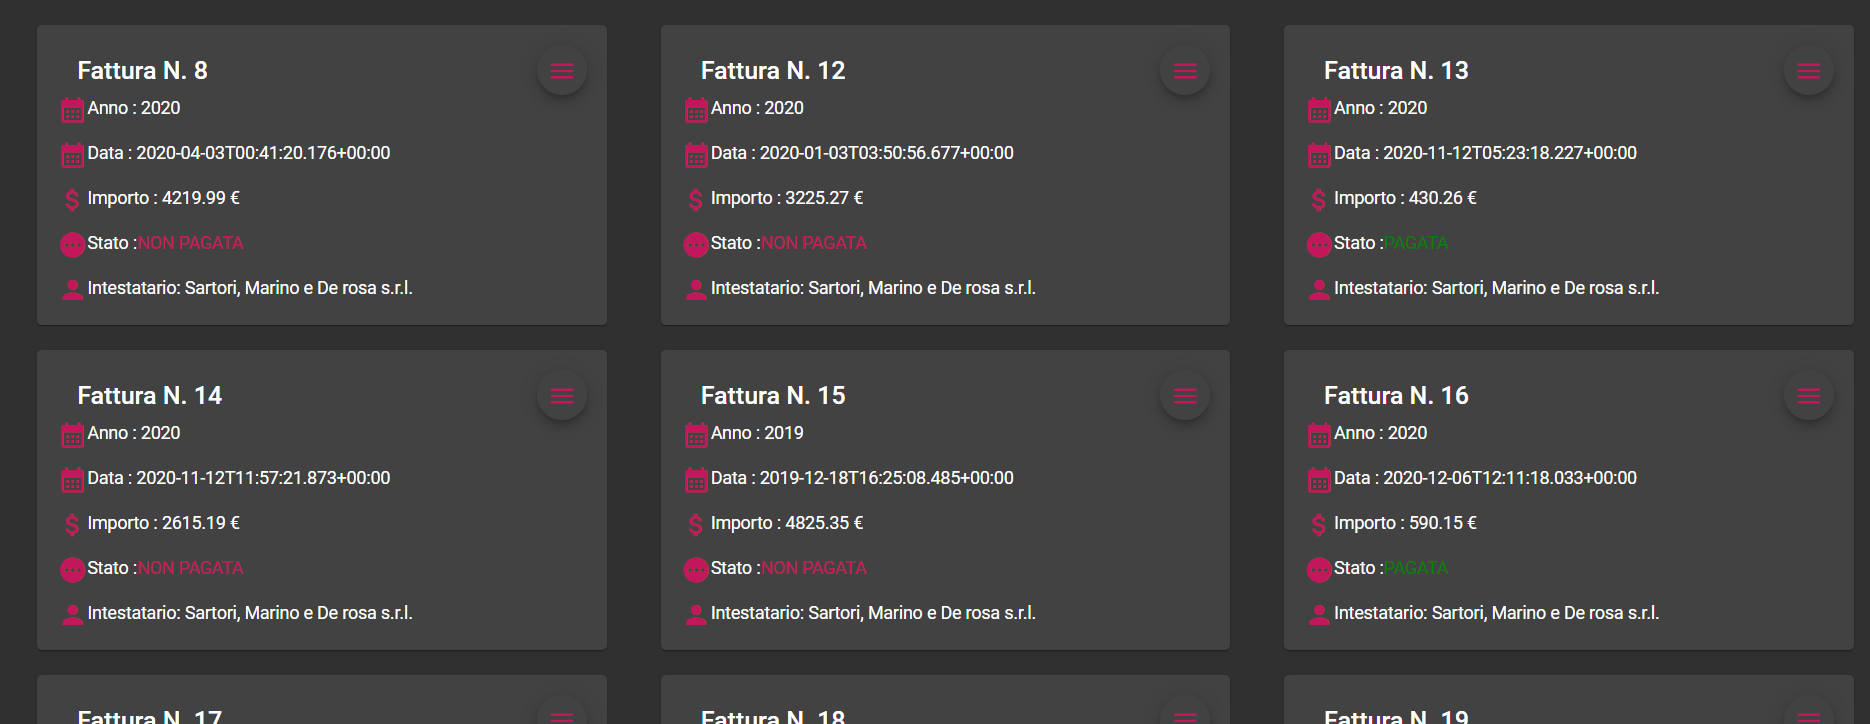 Fattura N. 8
Anno : 2020
Data : 2020-04-03T00:41:20.176+00:00
Importo : 4219.99 €
Stato :NON PAGATA
Intestatario: Sartori, Marino e De rosa s.r.l.
Fattura N. 12
Anno : 2020
Data : 2020-01-03T03:50:56.677+00:00
Importo : 3225.27 €
Stato :NON PAGATA
Intestatario: Sartori, Marino e De rosa s.r.l.
Fattura N. 13
Anno : 2020
Data : 2020-11-12T05:23:18.227+00:00
Importo : 430.26 €
Stato :PAGATA
Intestatario: Sartori, Marino e De rosa s.r.l.
Fattura N. 14
Anno : 2020
Data : 2020-11-12T11:57:21.873+00:00
Importo : 2615.19 €
Stato :NON PAGATA
Intestatario: Sartori, Marino e De rosa s.r.l.
Fattura N. 15
Anno : 2019
Data : 2019-12-18T16:25:08.485+00:00
Importo : 4825.35 €
Stato :NON PAGATA
Intestatario: Sartori, Marino e De rosa s.r.l.
Fattura N. 16
Anno : 2020
Data : 2020-12-06T12:11:18.033+00:00
Importo : 590.15 €
Stato :PAGATA
Intestatario: Sartori, Marino e De rosa s.r.l.
Fattura N. 17
Fattura N. 18
Fattura N. 19